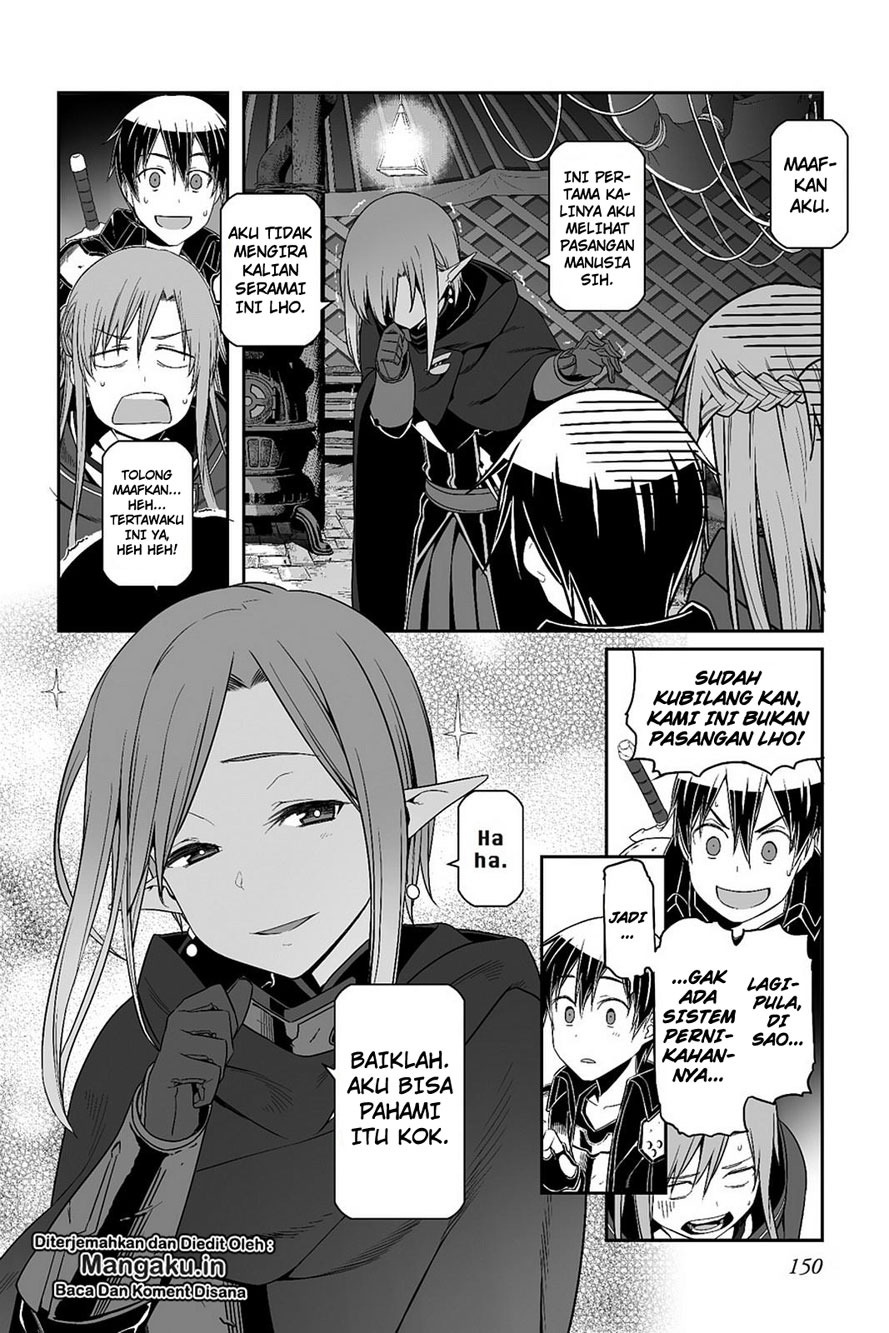 MAAF-
KAN
AKU.
INI PER-
TAMA KA-
LINYA AKU
MELIHAT
PASANGAN
MANUSIA
SIH.
AKU TIDAK
MENGIRA
KALIAN
SERAMAI
INI LHO.
TOLONG
MAAFKAN...
HEH...
TERTAWAKU
INI YA,
HEH HEH!
SUDAH
KUBILANG KAN,
KAMI INI BUKAN
PASANGAN LHO!
LAGI-
PULA,
DI
SAO...
...GAK
ADA
SISTEM
PERNI-
KAHAN-
NYA...
JADI
...
Ha
ha.
BAIKLAH.
AKU BISA
PAHAMI
ITU KOK.
Diterjemahkan dan Diedit Oleh :
Mangaku.in
Baca Dan Koment Disana
150